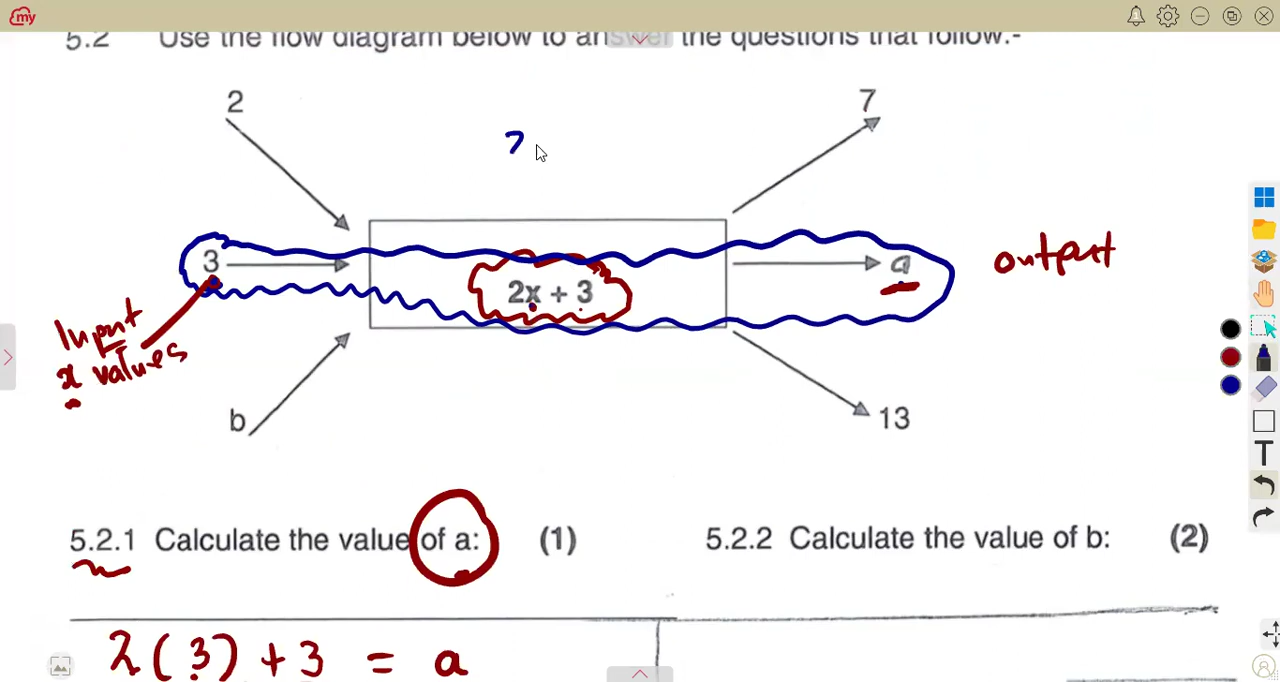 my
5.2 Use the flow diagram below to answer the questions that follow:-
2 7
7
3 2x + 3 a output
Input
x values
b 13
5.2.1 Calculate the value of a: (1) 5.2.2 Calculate the value of b: (2)
2(3) + 3 = a
T